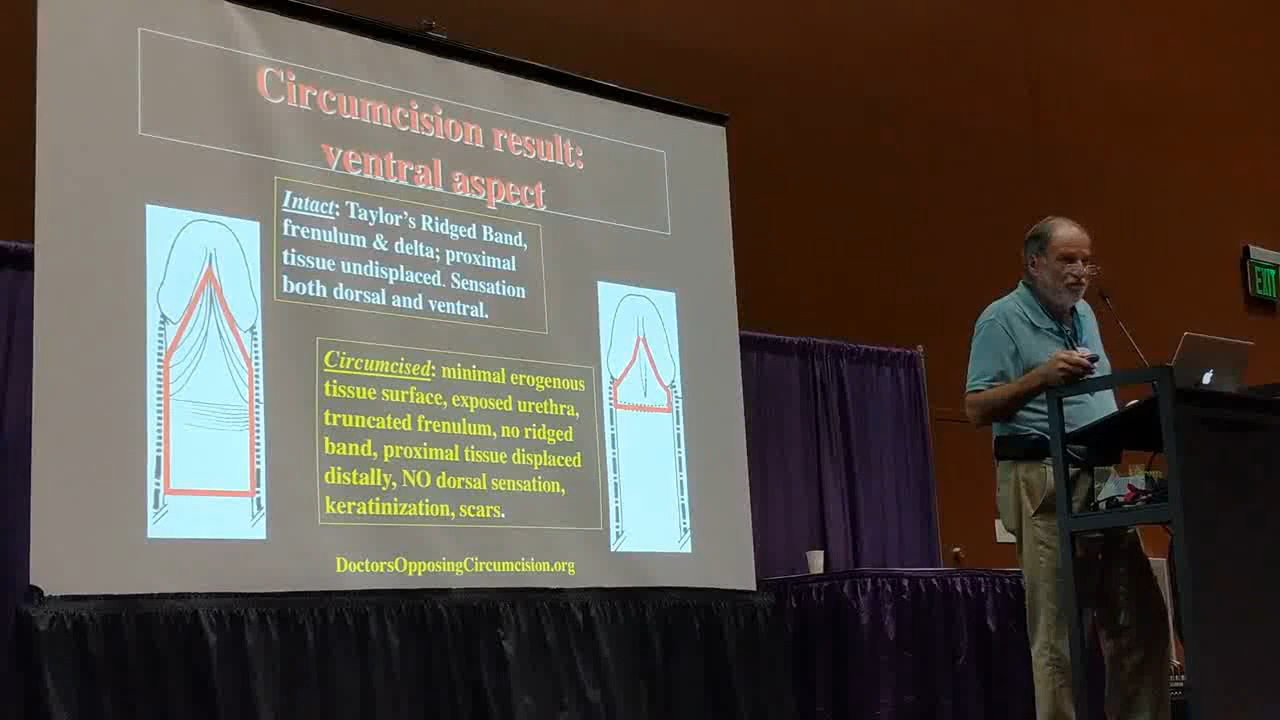 Circumcision result:
ventral aspect
Intact: Taylor's Ridged Band,
frenulum & delta; proximal
tissue undisplaced. Sensation
both dorsal and ventral.
Circumcised: minimal erogenous
tissue surface, exposed urethra,
truncated frenulum, no ridged
band, proximal tissue displaced
distally, NO dorsal sensation,
keratinization, scars.
DoctorsOpposingCircumcision.org
EXIT